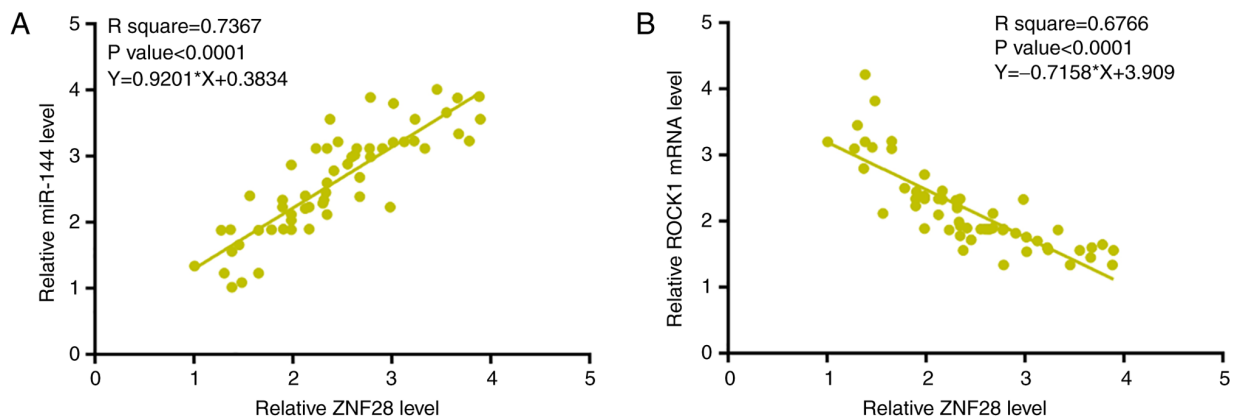 A
R square=0.7367
P value<0.0001
Y=0.9201*X+0.3834
5
4
3
2
1
0
Relative miR-144 level
0 1 2 3 4 5
Relative ZNF28 level
B
R square=0.6766
P value<0.0001
Y=−0.7158*X+3.909
5
4
3
2
1
0
Relative ROCK1 mRNA level
0 1 2 3 4 5
Relative ZNF28 level